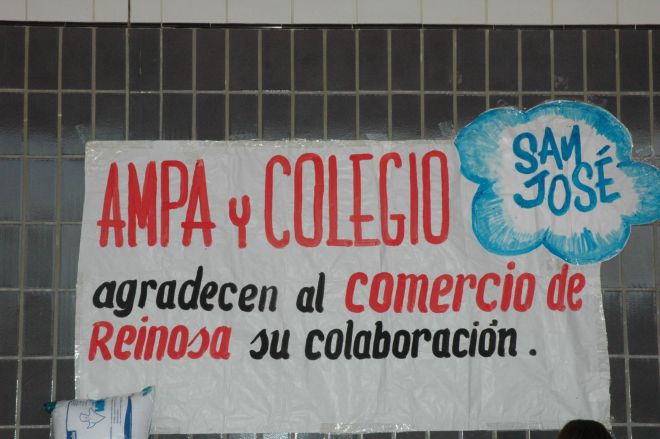 AMPA y COLEGIO
SAN
JOSÉ
agradecen al comercio de
Reinosa su colaboración.